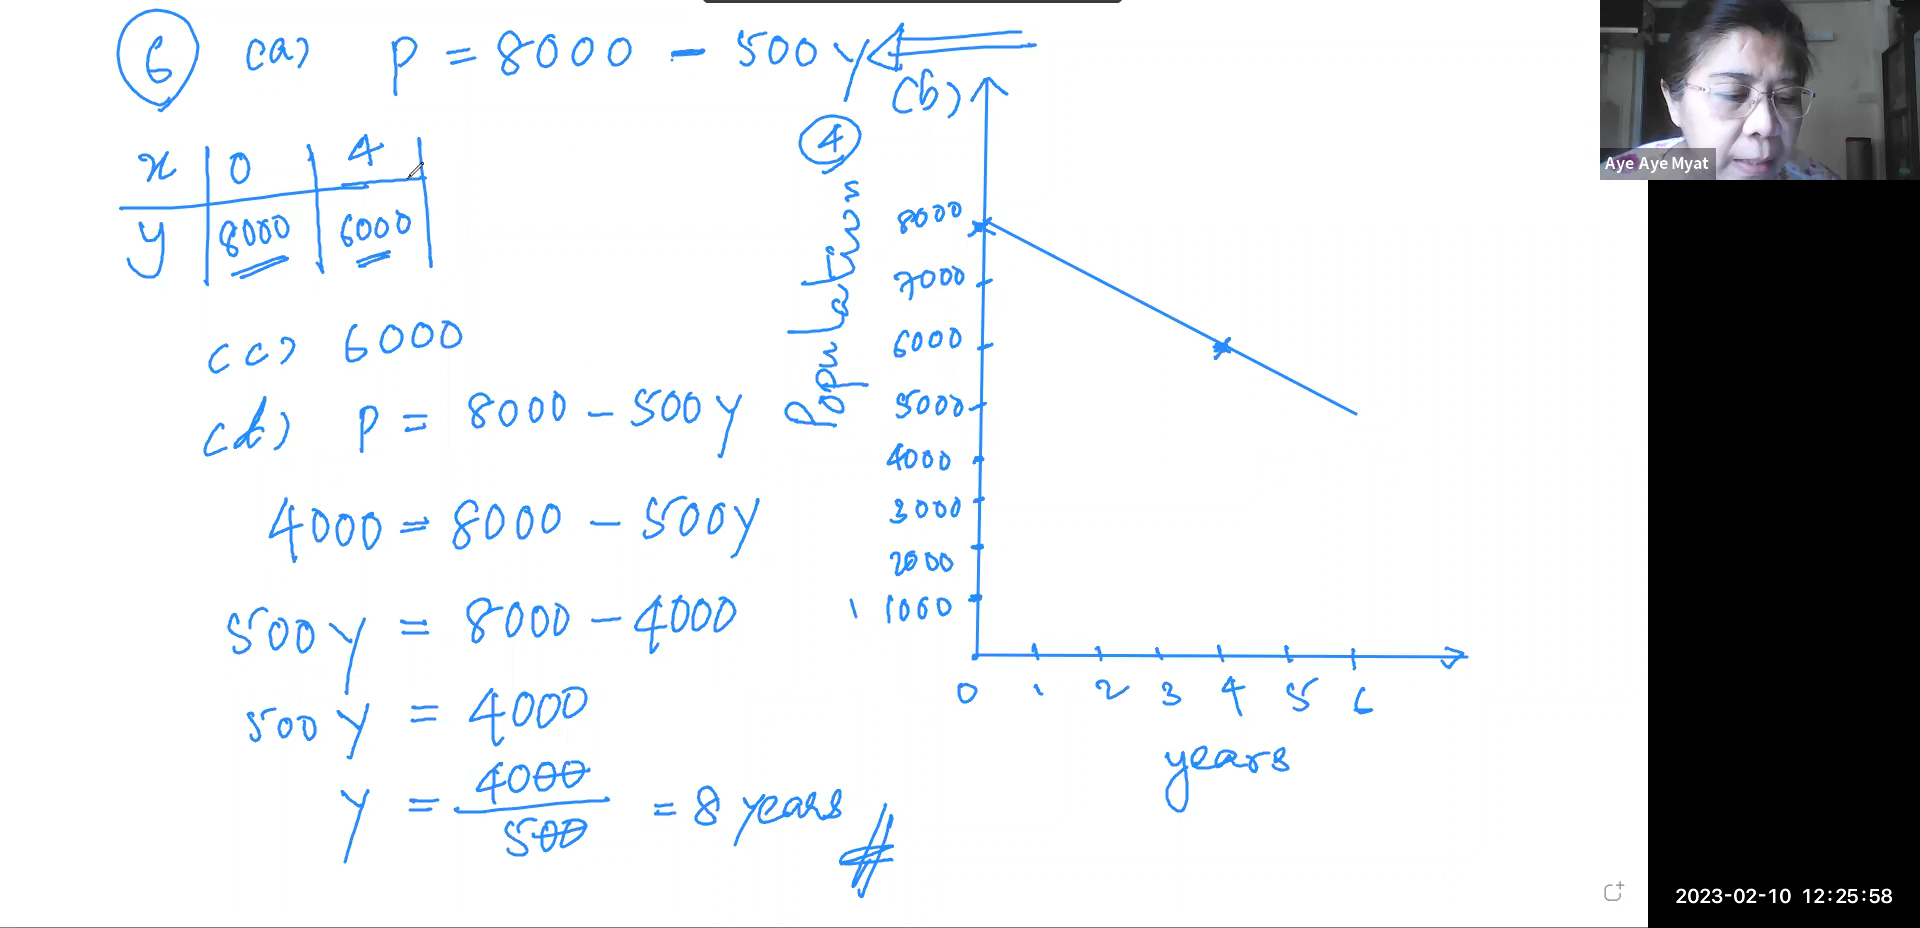 6 (a) P = 8000 - 500Y
x 0 4
y 8000 6000
(c) 6000
(d) P = 8000 - 500Y
4000 = 8000 - 500Y
500Y = 8000 - 4000
500Y = 4000
Y = 4000/500 = 8 years
(b)
4
Population
8000
7000
6000
5000
4000
3000
2000
1000
0 1 2 3 4 5 6
years
Aye Aye Myat
2023-02-10 12:25:58